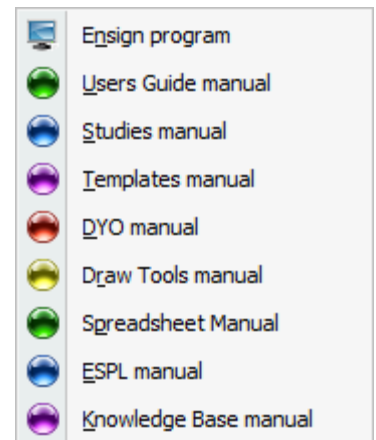 Ensign program
Users Guide manual
Studies manual
Templates manual
DYO manual
Draw Tools manual
Spreadsheet Manual
ESPL manual
Knowledge Base manual